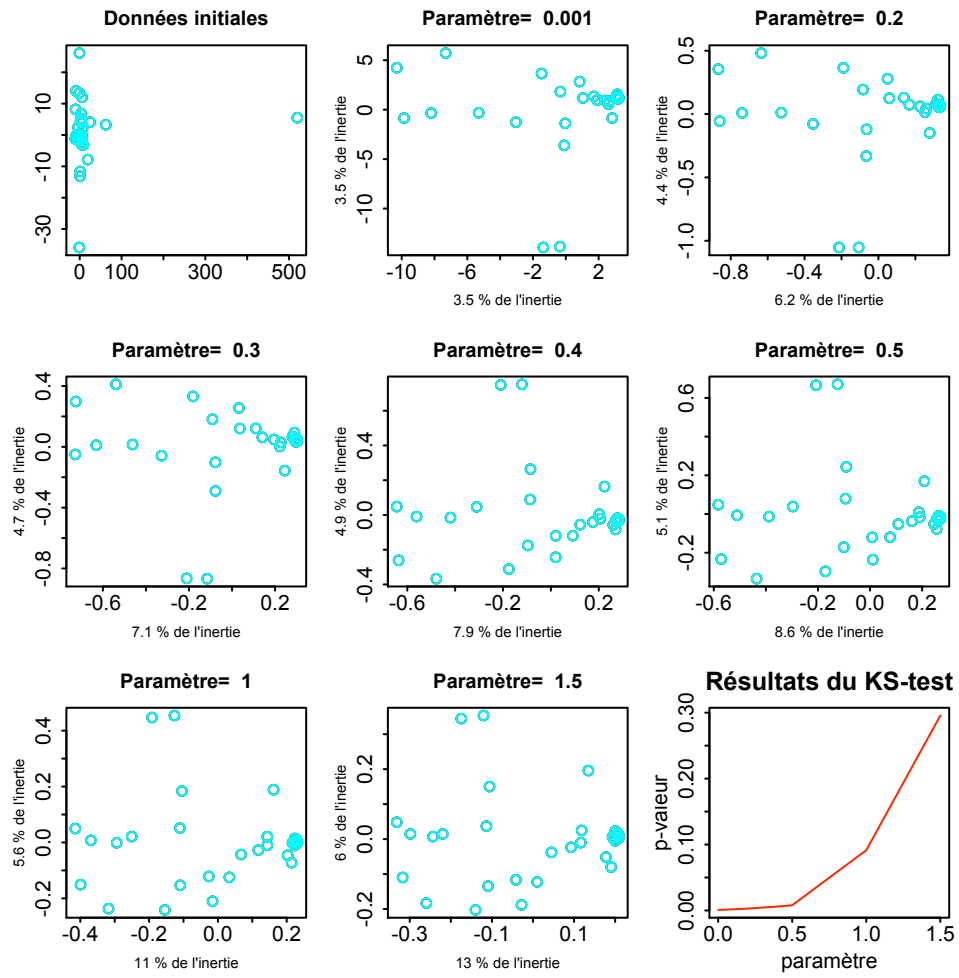 Données initiales
10
-10
-30
0 100 300 500
Paramètre= 0.001
3.5 % de l'inertie
5
0
-5
-10
-10 -6 -2 2
3.5 % de l'inertie
Paramètre= 0.2
4.4 % de l'inertie
0.5
0.0
-0.5
-1.0
-0.8 -0.4 0.0
6.2 % de l'inertie
Paramètre= 0.3
4.7 % de l'inertie
0.4
0.0
-0.4
-0.8
-0.6 -0.2 0.2
7.1 % de l'inertie
Paramètre= 0.4
4.9 % de l'inertie
0.4
0.0
-0.4
-0.6 -0.2 0.2
7.9 % de l'inertie
Paramètre= 0.5
5.1 % de l'inertie
0.6
0.2
-0.2
-0.6 -0.4 -0.2 0.0 0.2
8.6 % de l'inertie
Paramètre= 1
5.6 % de l'inertie
0.4
0.2
0.0
-0.2
-0.4 -0.2 0.0 0.2
11 % de l'inertie
Paramètre= 1.5
6 % de l'inertie
0.2
0.0
-0.2
-0.3 -0.1 0.1
13 % de l'inertie
Résultats du KS-test
p-valeur
0.30
0.20
0.10
0.00
0.0 0.5 1.0 1.5
paramètre